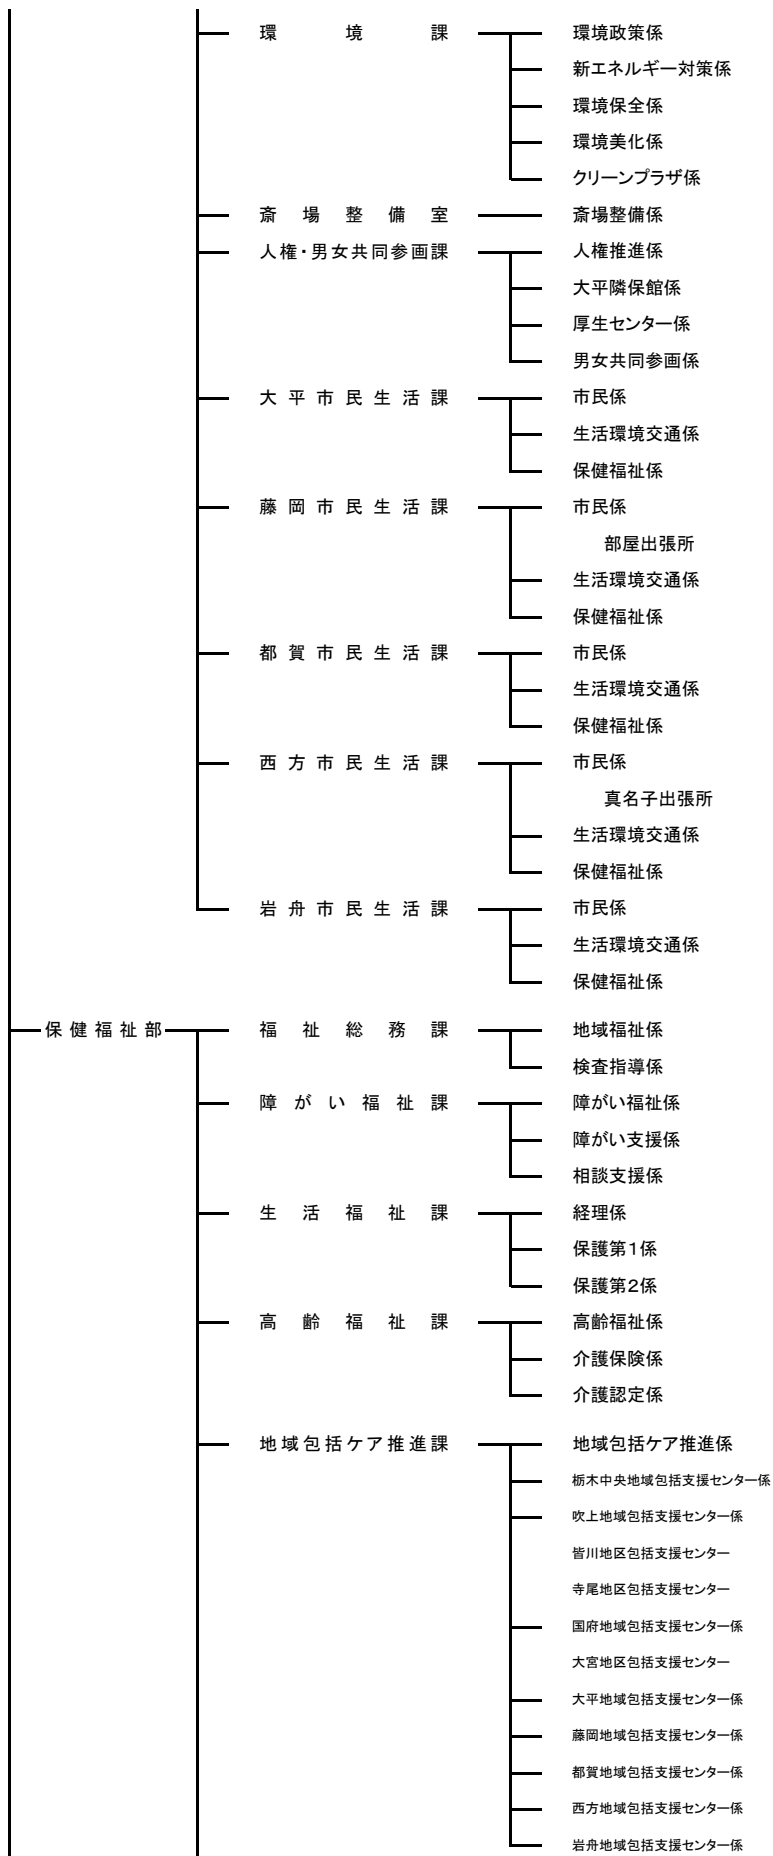 環境課 環境政策係
新エネルギー対策係
環境保全係
環境美化係
クリーンプラザ係
斎場整備室 斎場整備係
人権・男女共同参画課 人権推進係
大平隣保館係
厚生センター係
男女共同参画係
大平市民生活課 市民係
生活環境交通係
保健福祉係
藤岡市民生活課 市民係
部屋出張所
生活環境交通係
保健福祉係
都賀市民生活課 市民係
生活環境交通係
保健福祉係
西方市民生活課 市民係
真名子出張所
生活環境交通係
保健福祉係
岩舟市民生活課 市民係
生活環境交通係
保健福祉係
保健福祉部 福祉総務課 地域福祉係
検査指導係
障がい福祉課 障がい福祉係
障がい支援係
相談支援係
生活福祉課 経理係
保護第1係
保護第2係
高齢福祉課 高齢福祉係
介護保険係
介護認定係
地域包括ケア推進課 地域包括ケア推進係
栃木中央地域包括支援センター係
吹上地域包括支援センター係
皆川地区包括支援センター
寺尾地区包括支援センター
国府地域包括支援センター係
大宮地区包括支援センター
大平地域包括支援センター係
藤岡地域包括支援センター係
都賀地域包括支援センター係
西方地域包括支援センター係
岩舟地域包括支援センター係